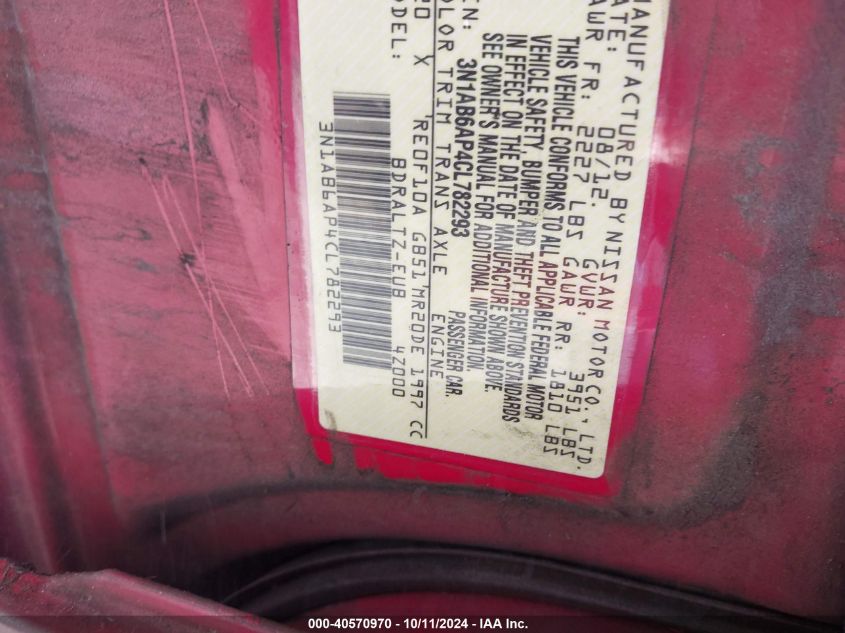 MANUFACTURED BY NISSAN MOTOR CO., LTD.
DATE: 08/12. GVWR: 3951 LBS
GAWR FR: 2227 LBS GAWR RR: 1810 LBS
THIS VEHICLE CONFORMS TO ALL APPLICABLE FEDERAL MOTOR
VEHICLE SAFETY, BUMPER AND THEFT PREVENTION STANDARDS
IN EFFECT ON THE DATE OF MANUFACTURE SHOWN ABOVE.
SEE OWNER'S MANUAL FOR ADDITIONAL INFORMATION.
3N1AB6AP4CL782293 PASSENGER CAR.
COLOR TRIM TRANS AXLE ENGINE
X RE0F10A GB51 MR20DE 1997 CC
MODEL: BDRALTZ-EUB 4Z000
3N1AB6AP4CL782293
000-40570970 - 10/11/2024 - IAA Inc.